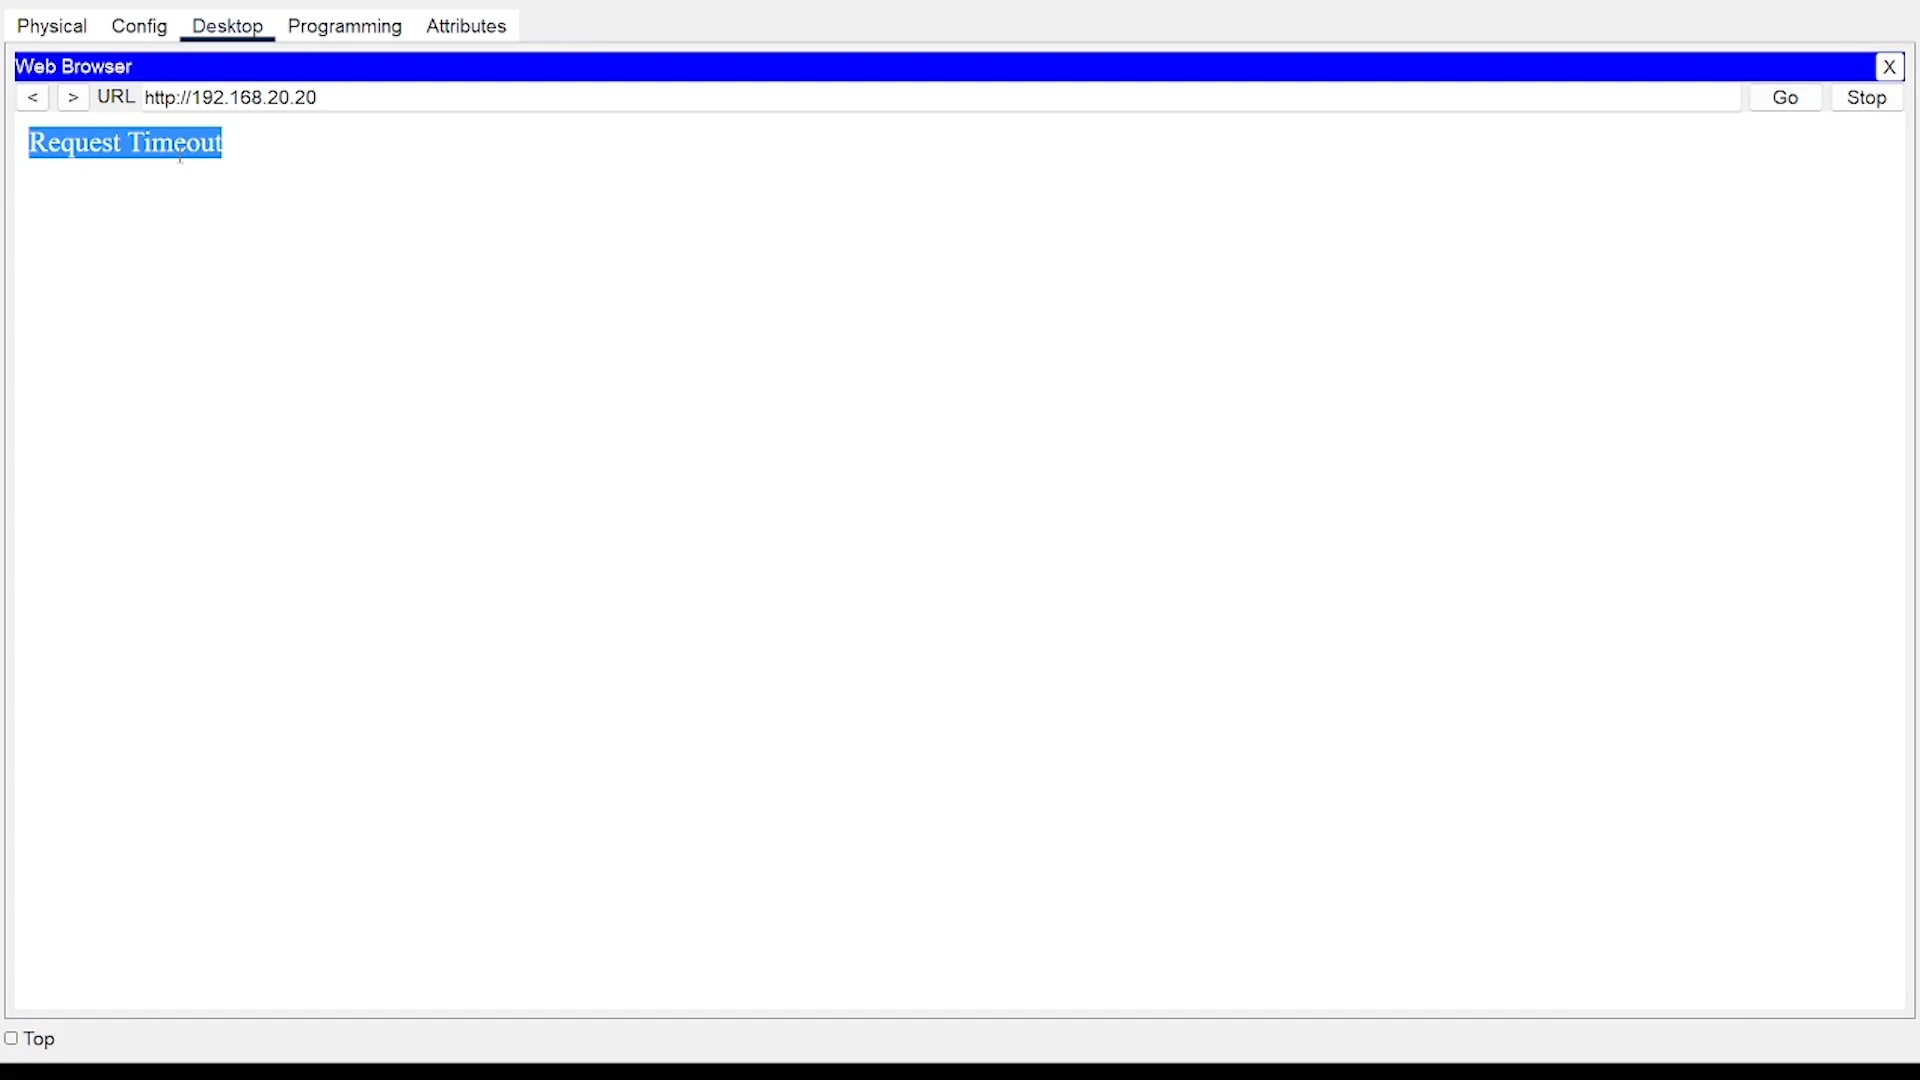 Physical Config Desktop Programming Attributes
Web Browser X
< > URL http://192.168.20.20 Go Stop
Request Timeout
Top